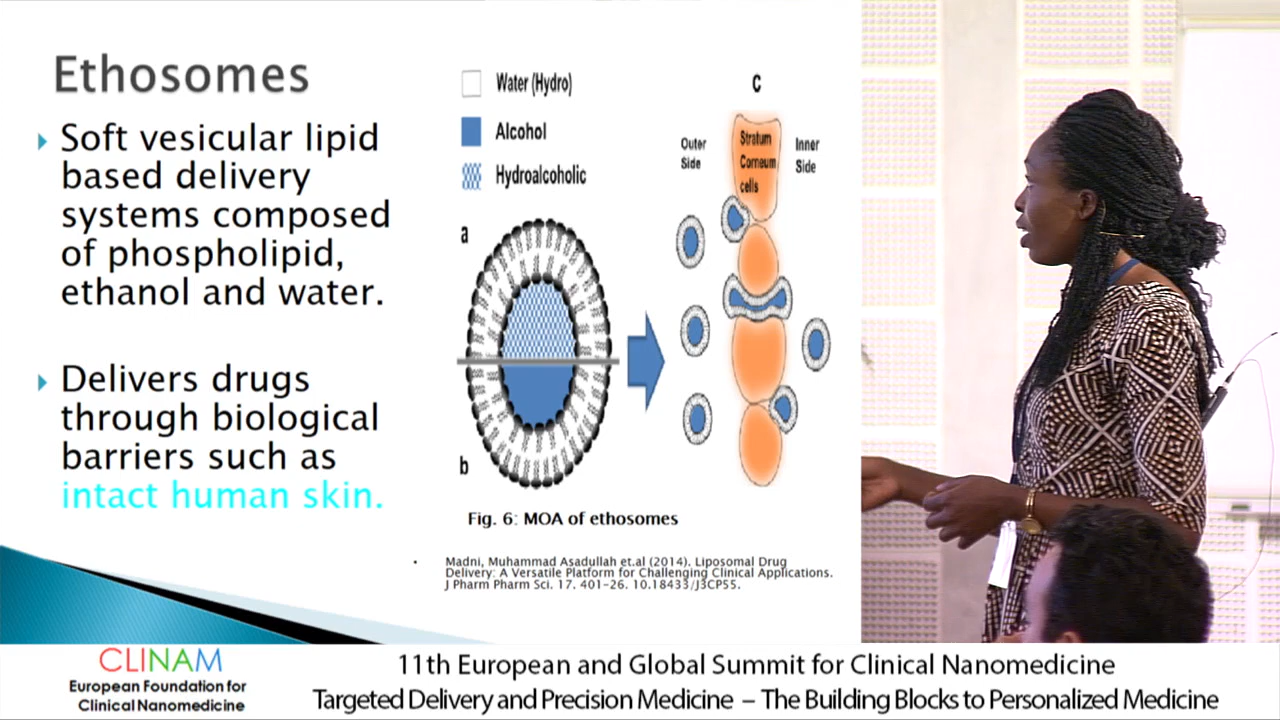 Ethosomes
Soft vesicular lipid
based delivery
systems composed
of phospholipid,
ethanol and water.
Delivers drugs
through biological
barriers such as
intact human skin.
Water (Hydro)
Alcohol
Hydroalcoholic
a
b
C
Outer
Side
Stratum
Corneum
cells
Inner
Side
Fig. 6: MOA of ethosomes
Madni, Muhammad Asadullah et.al (2014). Liposomal Drug
Delivery: A Versatile Platform for Challenging Clinical Applications.
J Pharm Pharm Sci. 17. 401-26. 10.18433/J3CP55.
CLINAM
European Foundation for
Clinical Nanomedicine
11th European and Global Summit for Clinical Nanomedicine
Targeted Delivery and Precision Medicine – The Building Blocks to Personalized Medicine